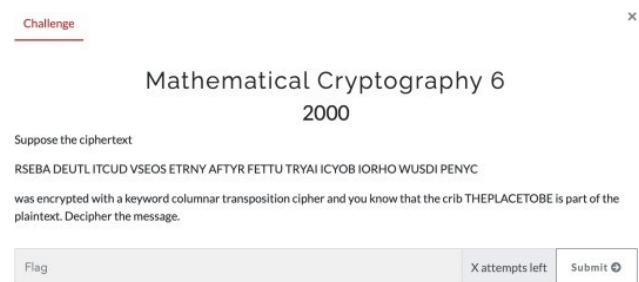 Challenge
×
Mathematical Cryptography 6
2000
Suppose the ciphertext
RSEBA DEUTL ITCUD VSEOS ETRNY AFTYR FETTU TRYAI ICYOB IORHO WUSDI PENYC
was encrypted with a keyword columnar transposition cipher and you know that the crib THEPLACETOBE is part of the
plaintext. Decipher the message.
Flag
X attempts left
Submit